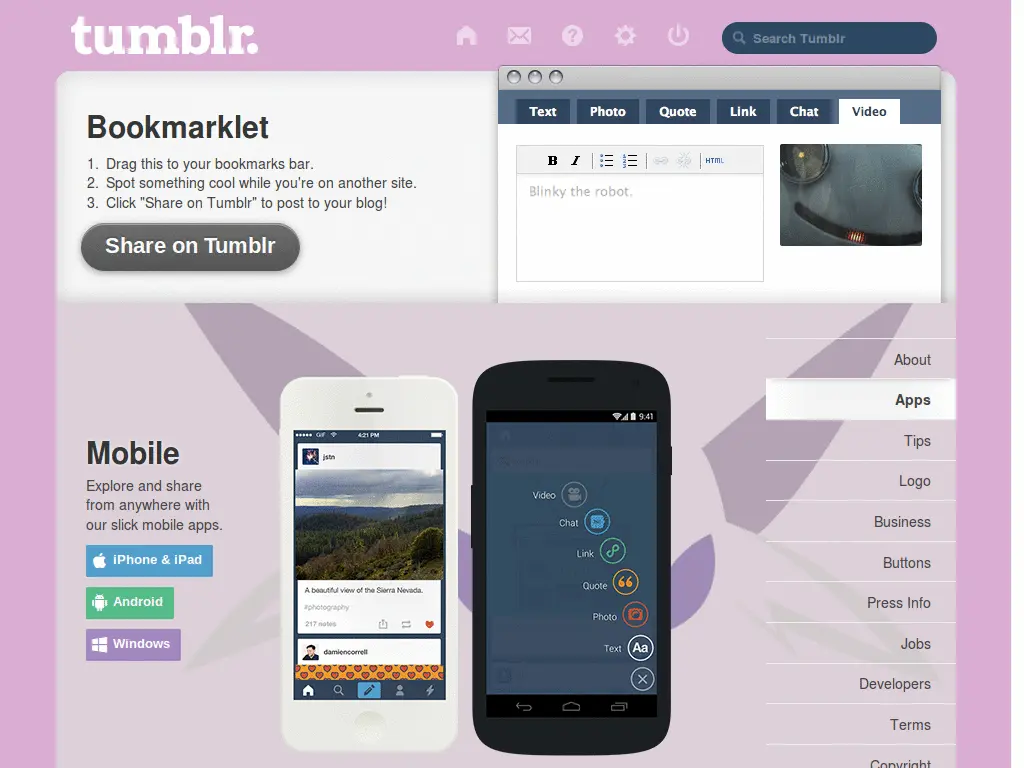 tumblr.
Search Tumblr
Bookmarklet
1. Drag this to your bookmarks bar.
2. Spot something cool while you're on another site.
3. Click "Share on Tumblr" to post to your blog!
Share on Tumblr
Text Photo Quote Link Chat Video
B I HTML
Blinky the robot.
Mobile
Explore and share
from anywhere with
our slick mobile apps.
iPhone & iPad
Android
Windows
GIF 4:21 PM
jstn
A beautiful view of the Sierra Nevada.
#photography
217 notes
damiencorrell
9:41
Video
Chat
Link
Quote
Photo
Text Aa
About
Apps
Tips
Logo
Business
Buttons
Press Info
Jobs
Developers
Terms
Copyright